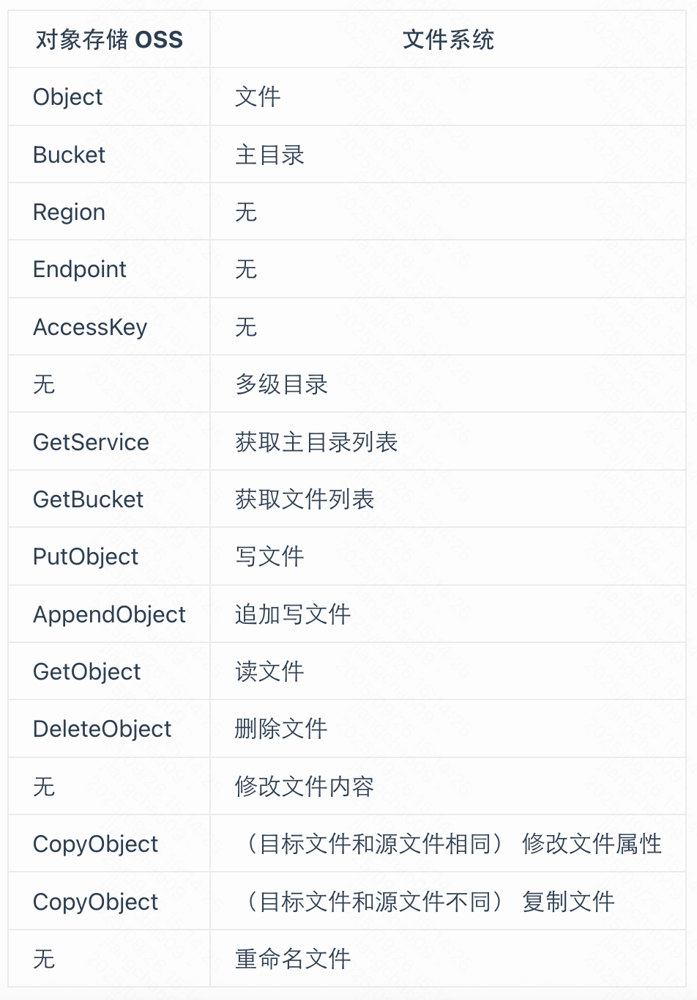 对象存储 OSS 文件系统
Object 文件
Bucket 主目录
Region 无
Endpoint 无
AccessKey 无
无 多级目录
GetService 获取主目录列表
GetBucket 获取文件列表
PutObject 写文件
AppendObject 追加写文件
GetObject 读文件
DeleteObject 删除文件
无 修改文件内容
CopyObject （目标文件和源文件相同） 修改文件属性
CopyObject （目标文件和源文件不同） 复制文件
无 重命名文件